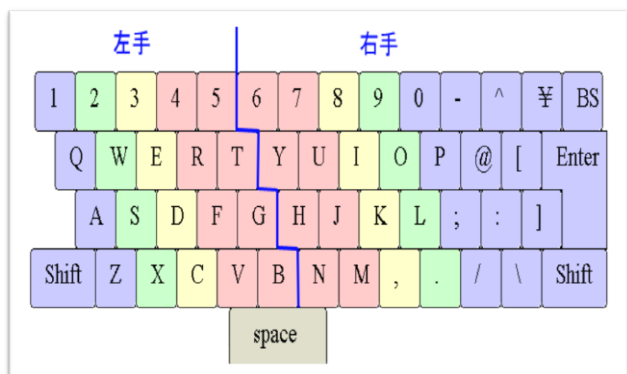 左手 右手
1 2 3 4 5 6 7 8 9 0 - ^ ¥ BS
Q W E R T Y U I O P @ [ Enter
A S D F G H J K L ; : ]
Shift Z X C V B N M , . / \ Shift
space